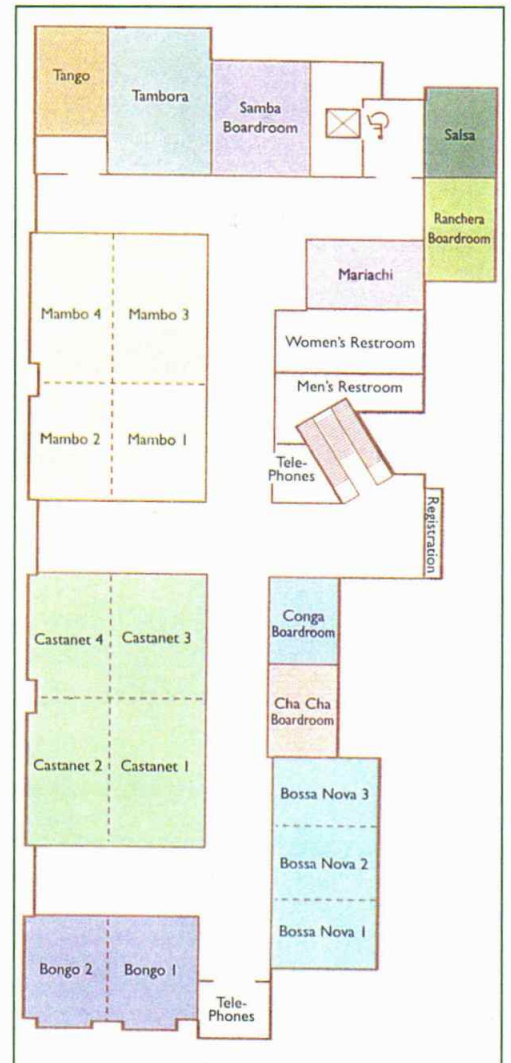 Tango
Tambora
Samba
Boardroom
Salsa
Ranchera
Boardroom
Mariachi
Mambo 4
Mambo 3
Women's Restroom
Men's Restroom
Mambo 2
Mambo 1
Tele-
Phones
Registration
Castanet 4
Castanet 3
Conga
Boardroom
Cha Cha
Boardroom
Castanet 2
Castanet 1
Bossa Nova 3
Bossa Nova 2
Bossa Nova 1
Bongo 2
Bongo 1
Tele-
Phones